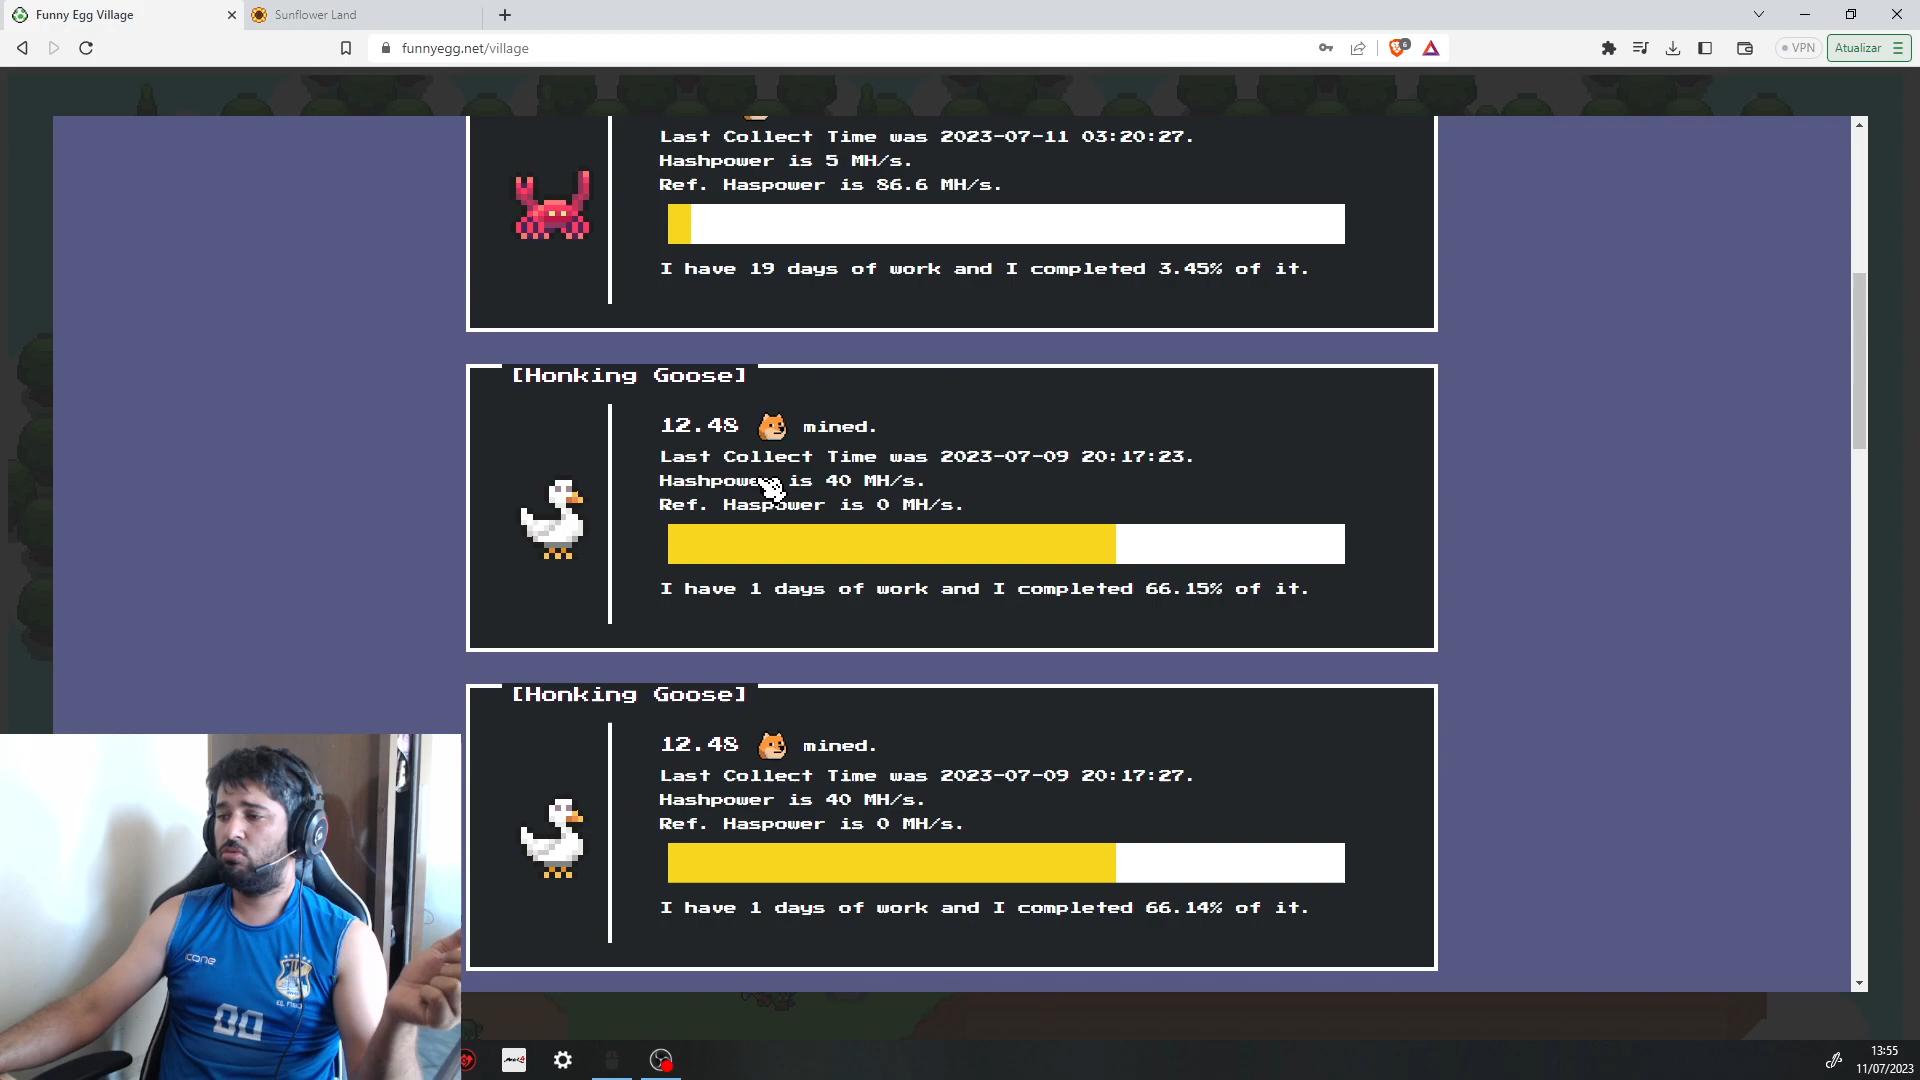 Funny Egg Village
Sunflower Land
funnyegg.net/village
6
VPN
Atualizar
Last Collect Time was 2023-07-11 03:20:27.
Hashpower is 5 MH/s.
Ref. Haspower is 86.6 MH/s.
I have 19 days of work and I completed 3.45% of it.
[Honking Goose]
12.48 mined.
Last Collect Time was 2023-07-09 20:17:23.
Hashpower is 40 MH/s.
Ref. Haspower is 0 MH/s.
I have 1 days of work and I completed 66.15% of it.
[Honking Goose]
12.48 mined.
Last Collect Time was 2023-07-09 20:17:27.
Hashpower is 40 MH/s.
Ref. Haspower is 0 MH/s.
I have 1 days of work and I completed 66.14% of it.
icone
00
13:55
11/07/2023